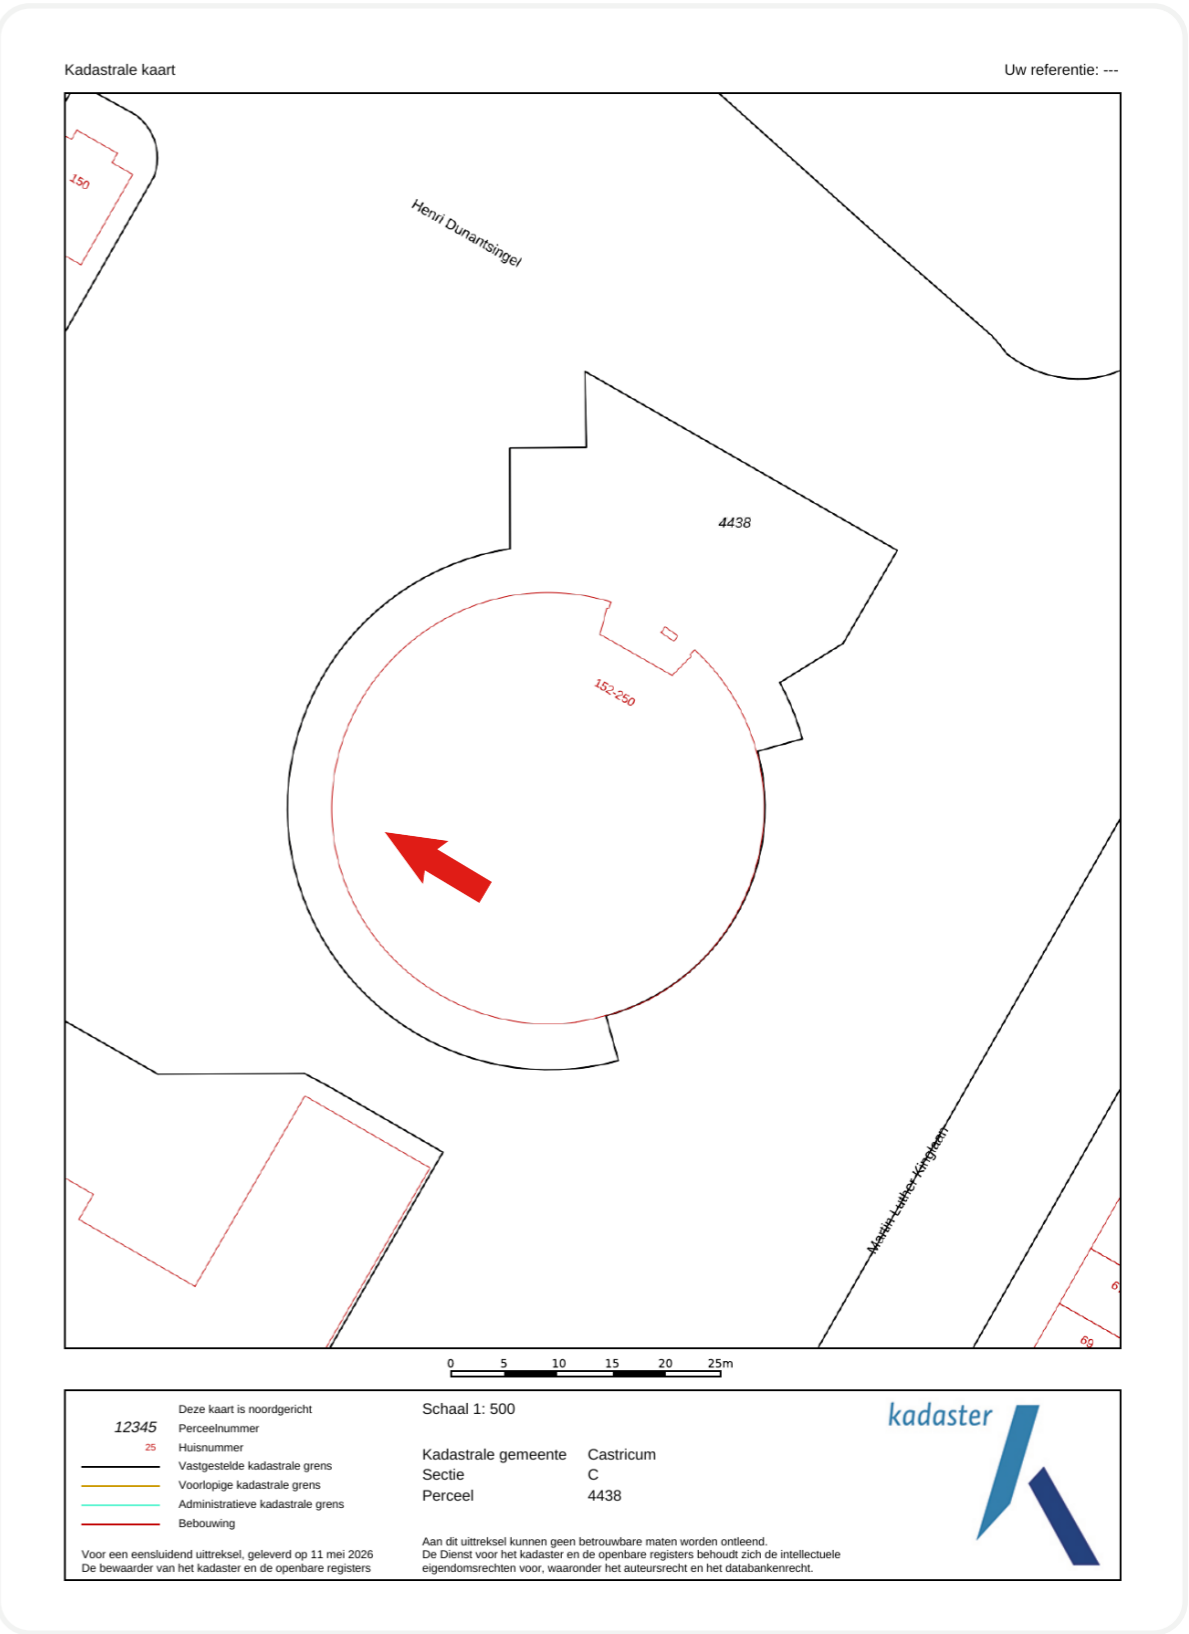 Kadastrale kaart
Uw referentie: ---
150
Henri Dunantsingel
4438
152-250
Martin Luther Kinglaan
69
0 5 10 15 20 25m
Deze kaart is noordgericht
12345 Perceelnummer
25 Huisnummer
Vastgestelde kadastrale grens
Voorlopige kadastrale grens
Administratieve kadastrale grens
Bebouwing
Voor een eensluidend uittreksel, geleverd op 11 mei 2026
De bewaarder van het kadaster en de openbare registers
Schaal 1: 500
Kadastrale gemeente Castricum
Sectie C
Perceel 4438
Aan dit uittreksel kunnen geen betrouwbare maten worden ontleend.
De Dienst voor het kadaster en de openbare registers behoudt zich de intellectuele
eigendomsrechten voor, waaronder het auteursrecht en het databankenrecht.
kadaster